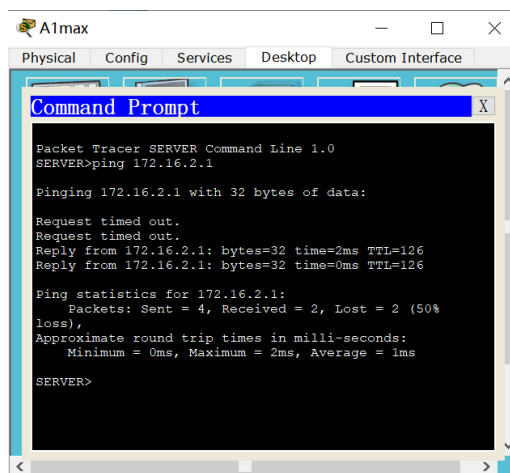 A1max
Physical Config Services Desktop Custom Interface
Command Prompt X
Packet Tracer SERVER Command Line 1.0
SERVER>ping 172.16.2.1
Pinging 172.16.2.1 with 32 bytes of data:
Request timed out.
Request timed out.
Reply from 172.16.2.1: bytes=32 time=2ms TTL=126
Reply from 172.16.2.1: bytes=32 time=0ms TTL=126
Ping statistics for 172.16.2.1:
Packets: Sent = 4, Received = 2, Lost = 2 (50%
loss),
Approximate round trip times in milli-seconds:
Minimum = 0ms, Maximum = 2ms, Average = 1ms
SERVER>